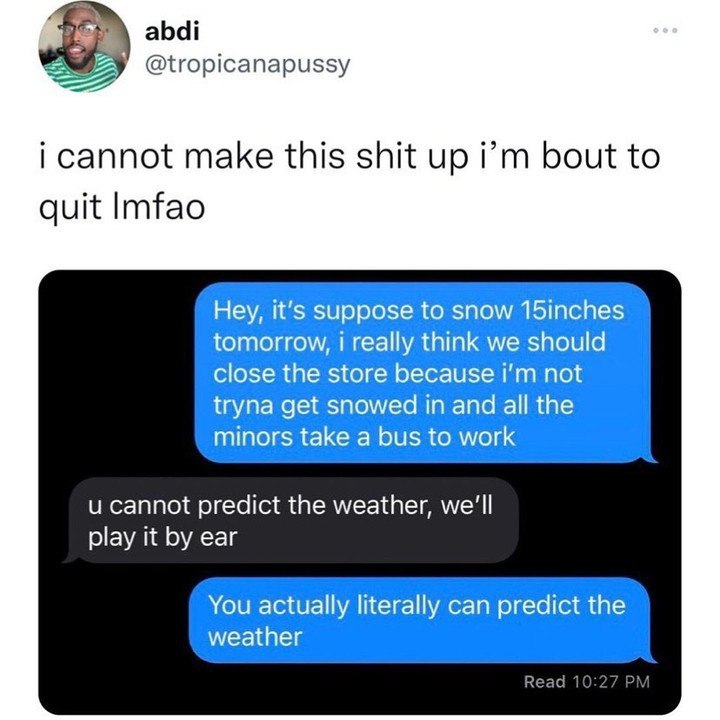 abdi
@tropicanapussy
i cannot make this shit up i’m bout to
quit lmfao
Hey, it's suppose to snow 15inches
tomorrow, i really think we should
close the store because i'm not
tryna get snowed in and all the
minors take a bus to work
u cannot predict the weather, we’ll
play it by ear
You actually literally can predict the
weather
Read 10:27 PM